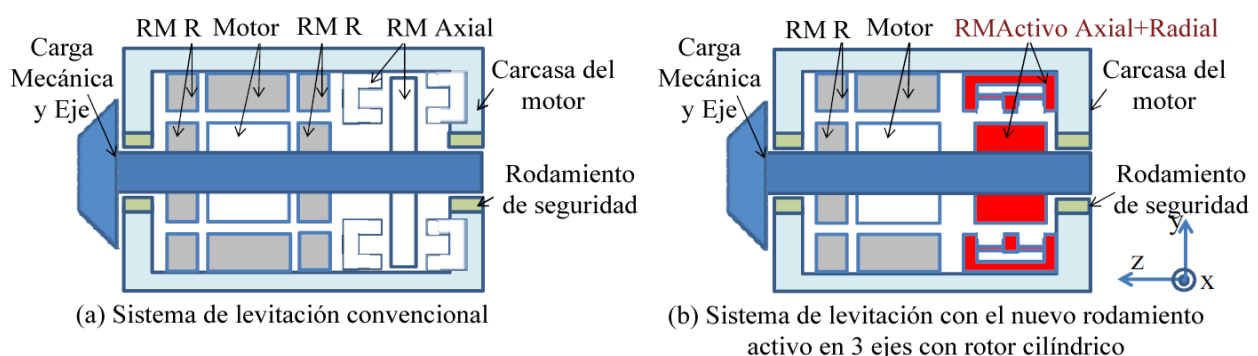 RM R Motor RM R RM Axial
Carga
Mecánica
y Eje
Carcasa del
motor
Rodamiento
de seguridad
(a) Sistema de levitación convencional
RM R Motor RMActivo Axial+Radial
Carga
Mecánica
y Eje
Carcasa del
motor
Rodamiento
de seguridad
y
z
x
(b) Sistema de levitación con el nuevo rodamiento
activo en 3 ejes con rotor cilíndrico